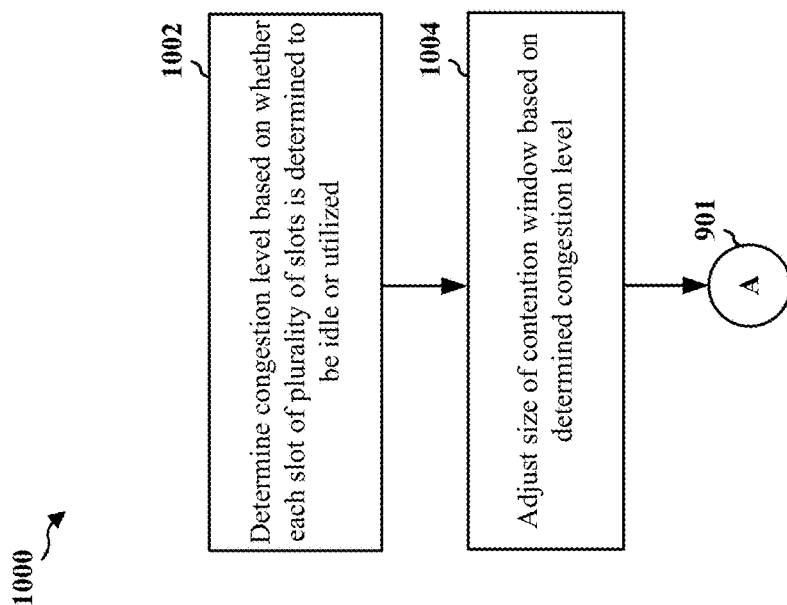 1000
1002
Determine congestion level based on whether
each slot of plurality of slots is determined to
be idle or utilized
1004
Adjust size of contention window based on
determined congestion level
901
A